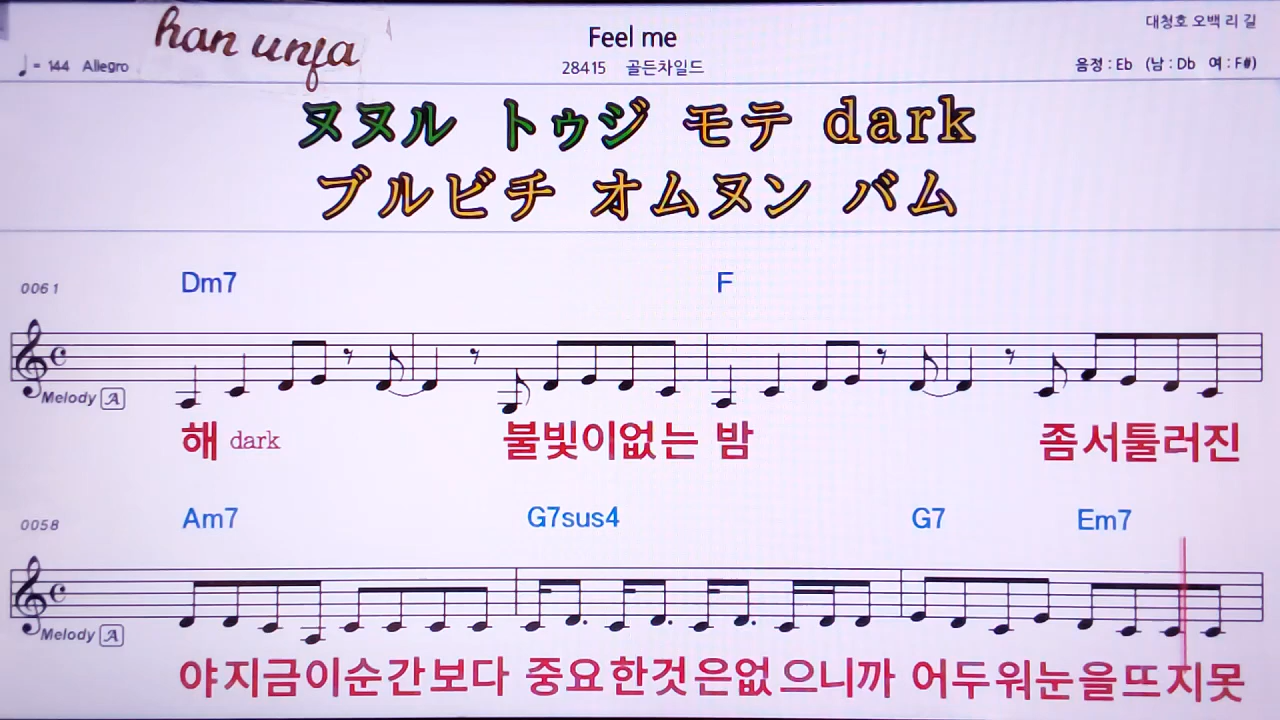 han unfa
Feel me
대청호 오백 리 길
♩= 144 Allegro
28415 골든차일드
음정 : Eb (남 : Db 여 : F#)
ヌヌル トゥジ モテ dark
ブルビチ オムヌン バム
0061 Dm7 F
Melody A
해 dark 불빛이없는 밤 좀서툴러진
0058 Am7 G7sus4 G7 Em7
Melody A
야지금이순간보다 중요한것은없으니까 어두워눈을뜨지못